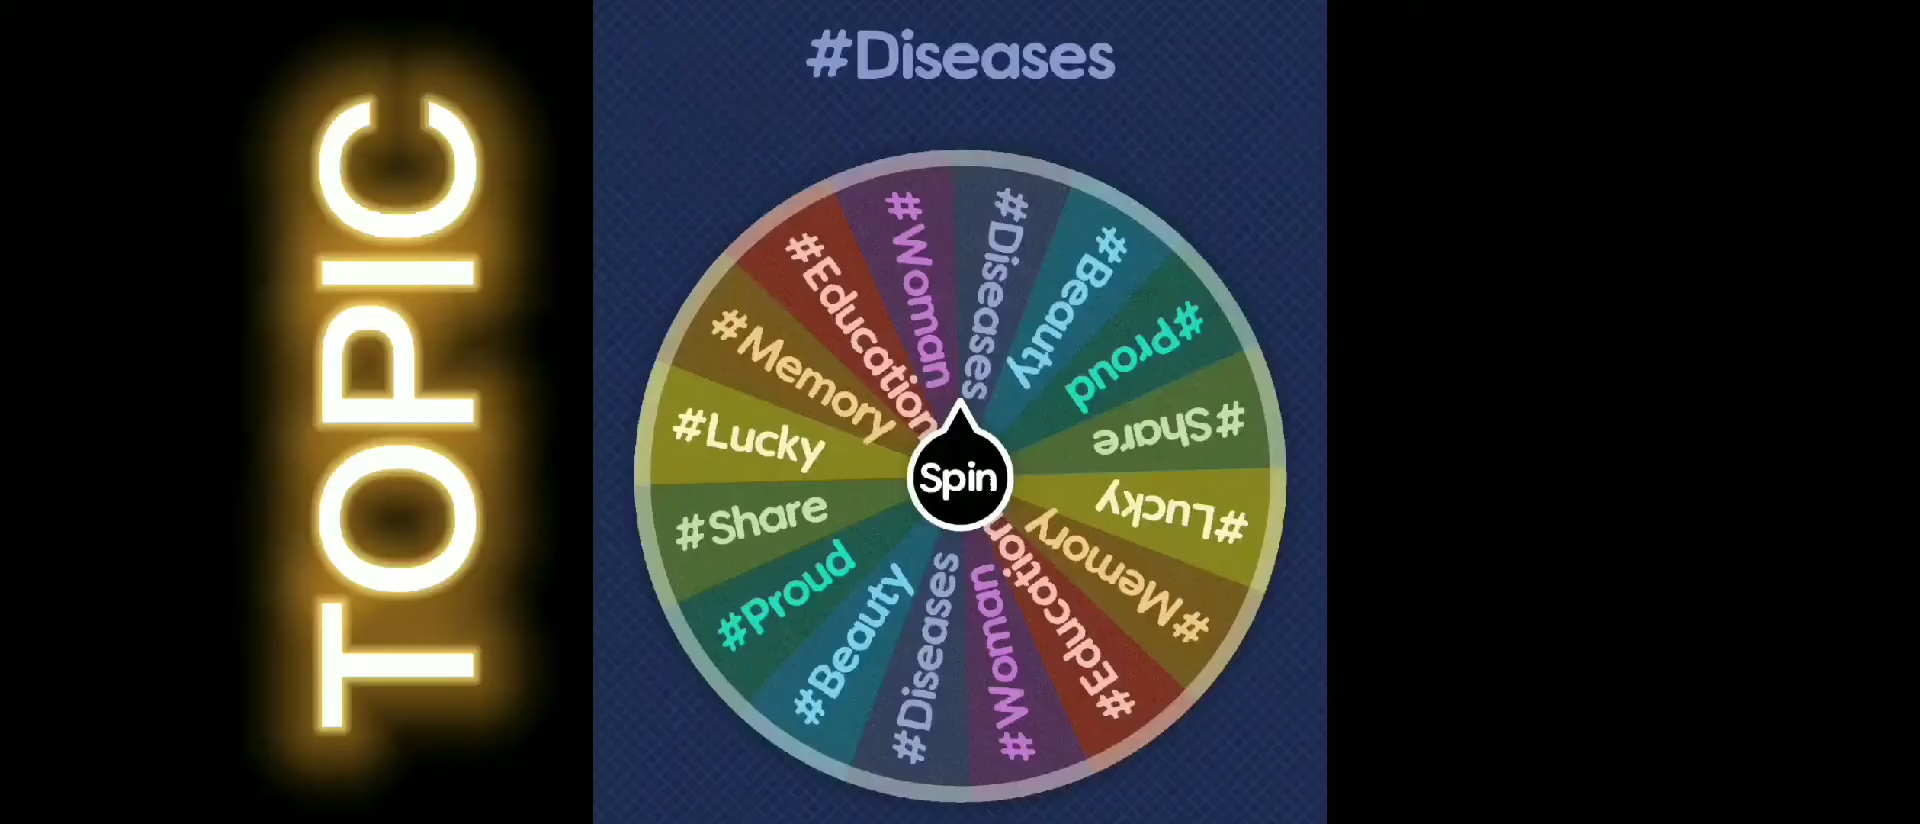 TOPIC
#Diseases
#Diseases
#Beauty
#Proud
#Share
#Lucky
#Memory
#Education
#Woman
#Diseases
#Beauty
#Proud
#Share
#Lucky
#Memory
#Education
#Woman
Spin